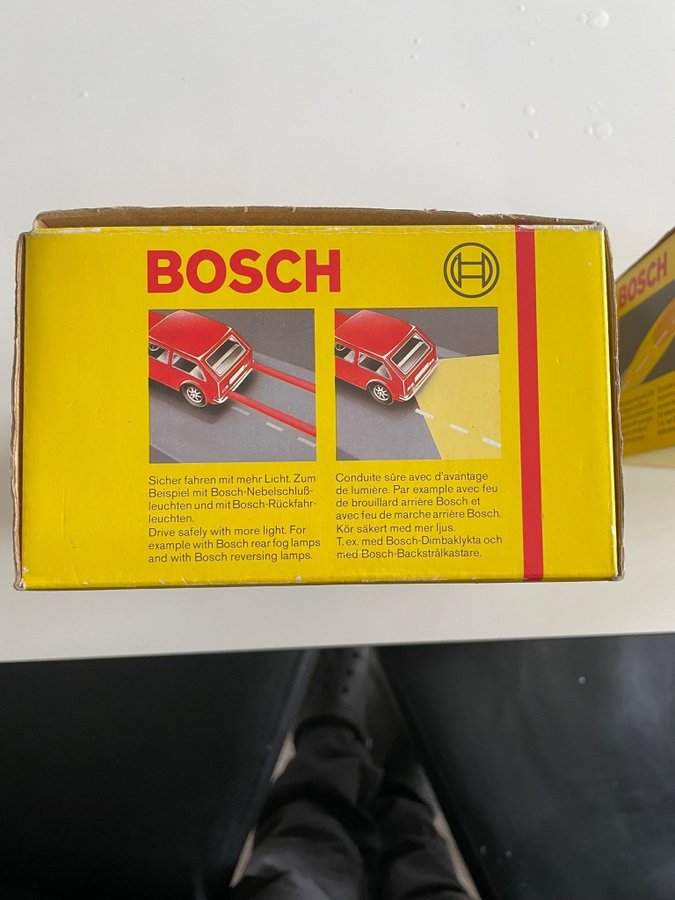 BOSCH
Sicher fahren mit mehr Licht. Zum
Beispiel mit Bosch-Nebelschluß-
leuchten und mit Bosch-Rückfahr-
leuchten.
Drive safely with more light. For
example with Bosch rear fog lamps
and with Bosch reversing lamps.
Conduite sûre avec d'avantage
de lumière. Par example avec feu
de brouillard arrière Bosch et
avec feu de marche arrière Bosch.
Kör säkert med mer ljus.
T. ex. med Bosch-Dimbaklykta och
med Bosch-Backstrålkastare.
BOSCH